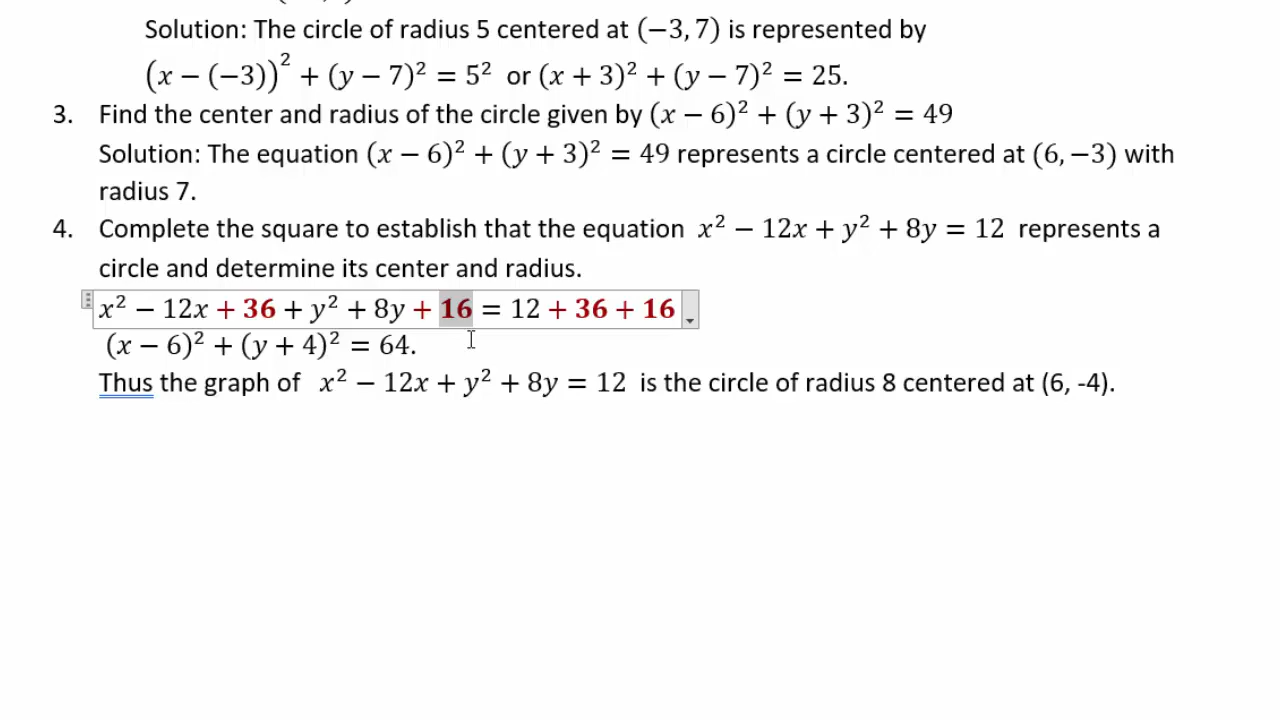 Solution: The circle of radius 5 centered at (−3, 7) is represented by
(x − (−3))² + (y − 7)² = 5² or (x + 3)² + (y − 7)² = 25.
3. Find the center and radius of the circle given by (x − 6)² + (y + 3)² = 49
Solution: The equation (x − 6)² + (y + 3)² = 49 represents a circle centered at (6, −3) with
radius 7.
4. Complete the square to establish that the equation x² − 12x + y² + 8y = 12 represents a
circle and determine its center and radius.
x² − 12x + 36 + y² + 8y + 16 = 12 + 36 + 16
(x − 6)² + (y + 4)² = 64.
Thus the graph of x² − 12x + y² + 8y = 12 is the circle of radius 8 centered at (6, -4).